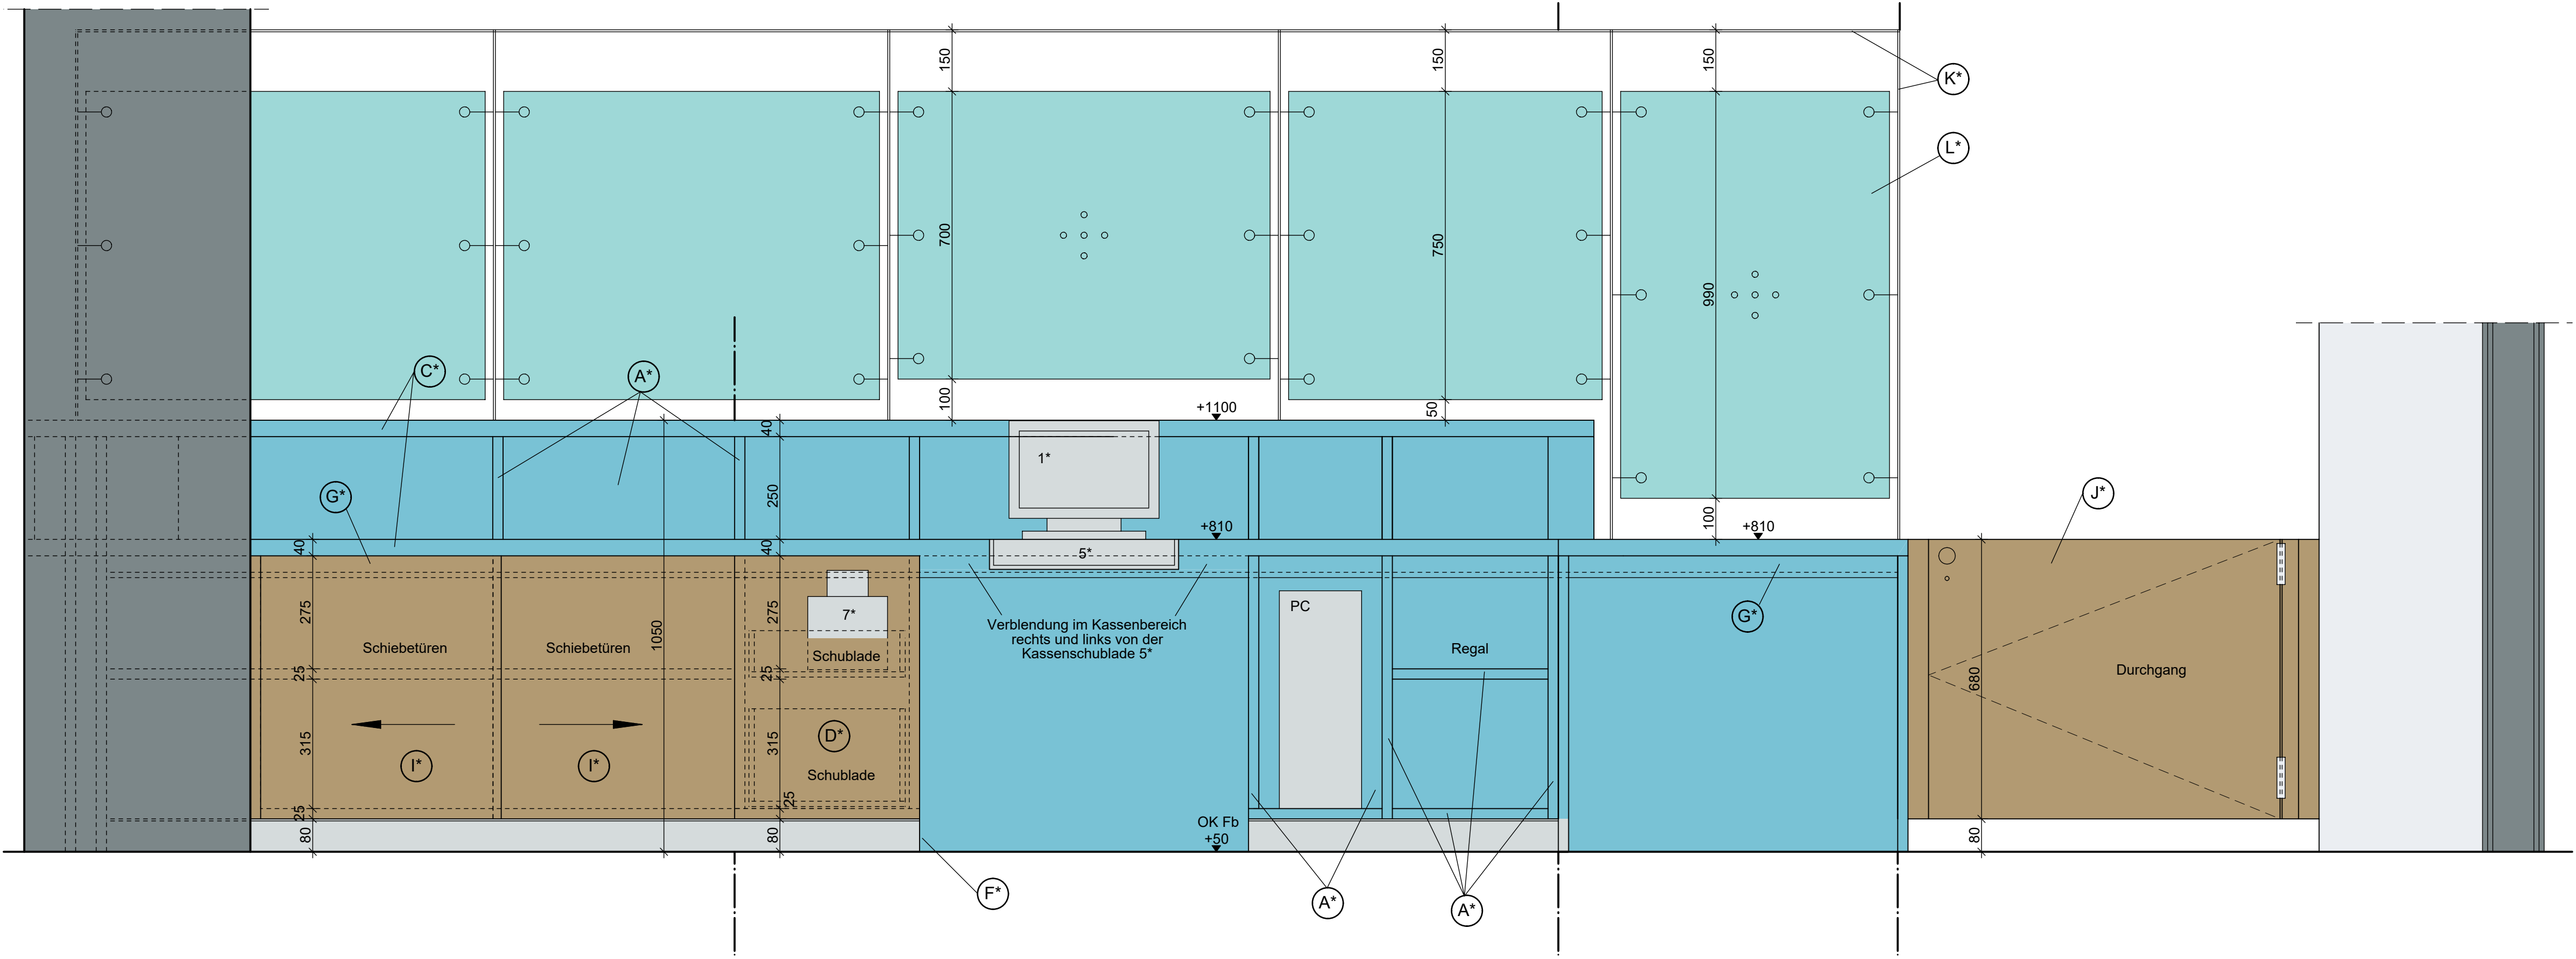 150
150
150
K*
L*
700
750
990
C*
A*
100
50
+1100
40
1*
G*
250
J*
100
+810
+810
40
40
5*
275
275
7*
PC
G*
Verblendung im Kassenbereich
rechts und links von der
Kassenschublade 5*
1050
Schiebetüren
Schiebetüren
Schublade
Regal
Durchgang
25
25
680
315
315
D*
I*
I*
Schublade
25
25
80
80
OK Fb
+50
80
F*
A*
A*